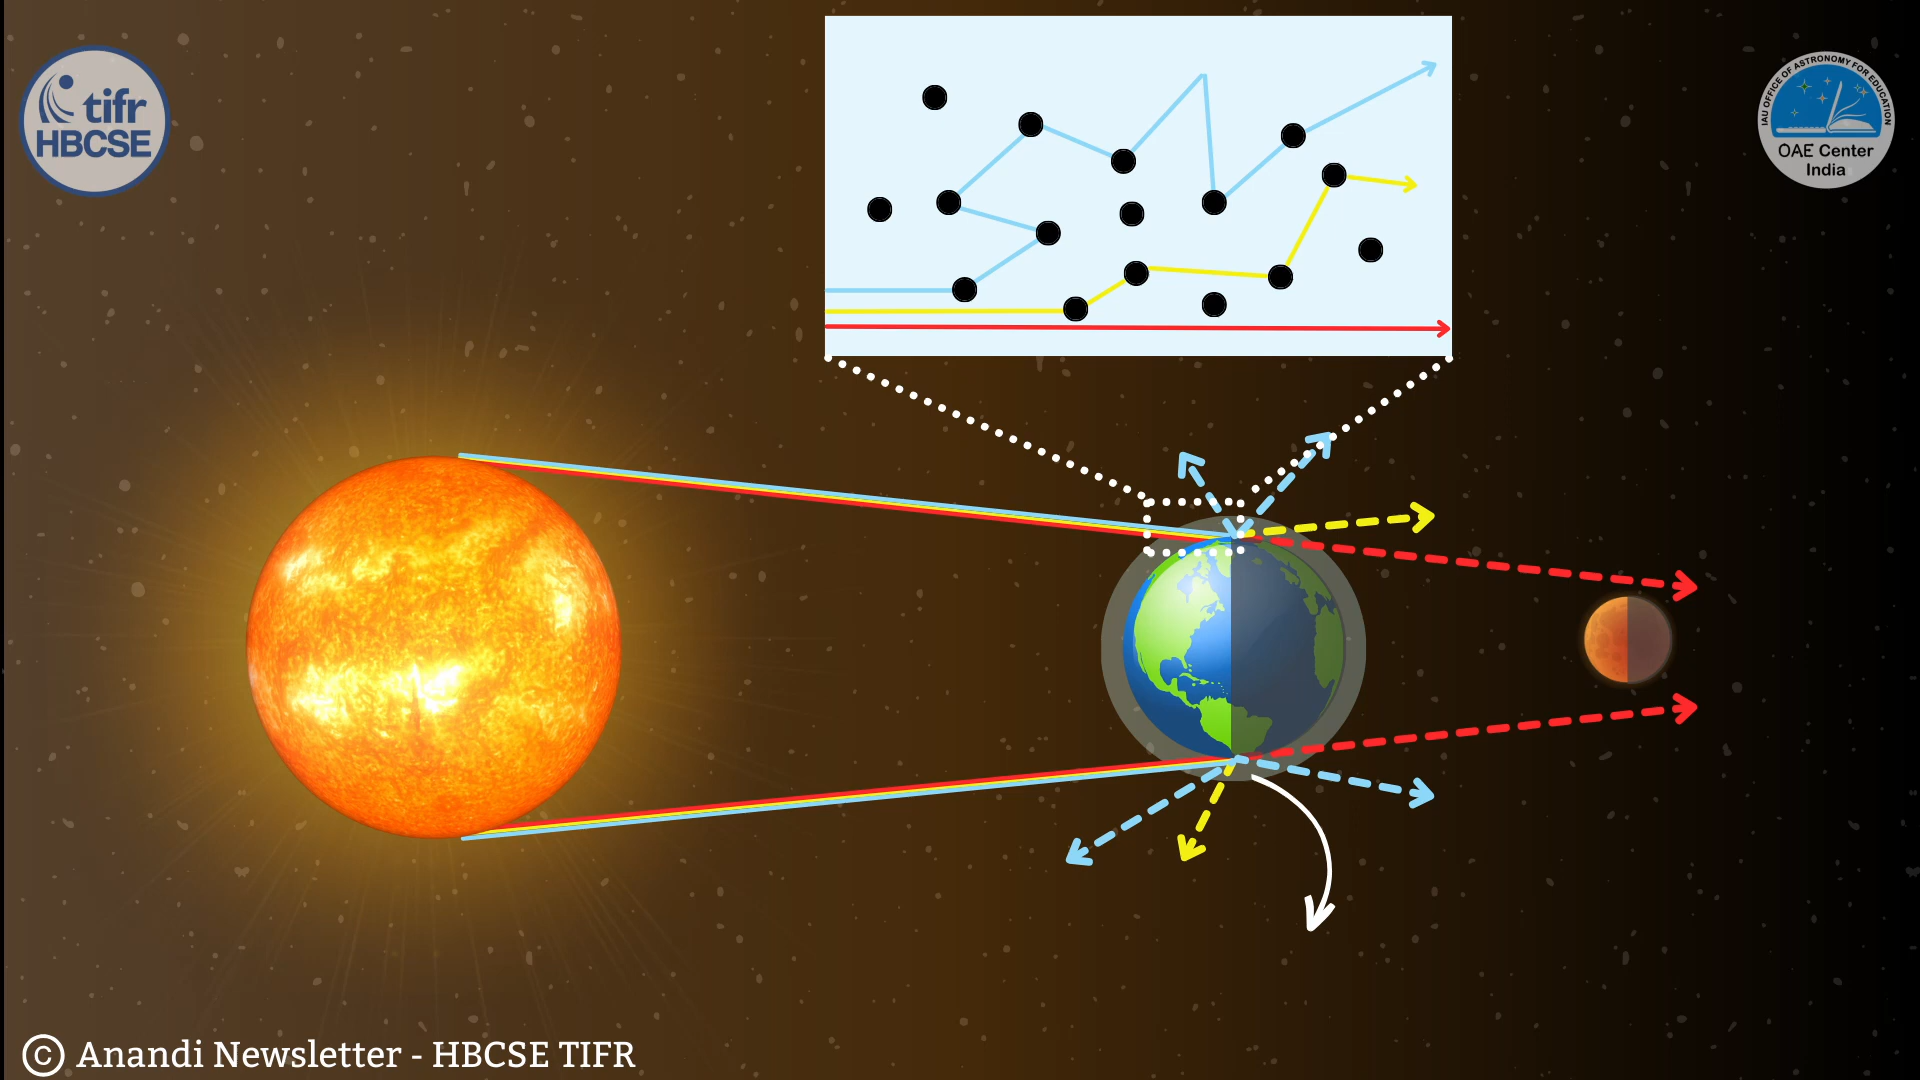 tifr
HBCSE
IAU OFFICE OF ASTRONOMY FOR EDUCATION
OAE Center
India
© Anandi Newsletter - HBCSE TIFR